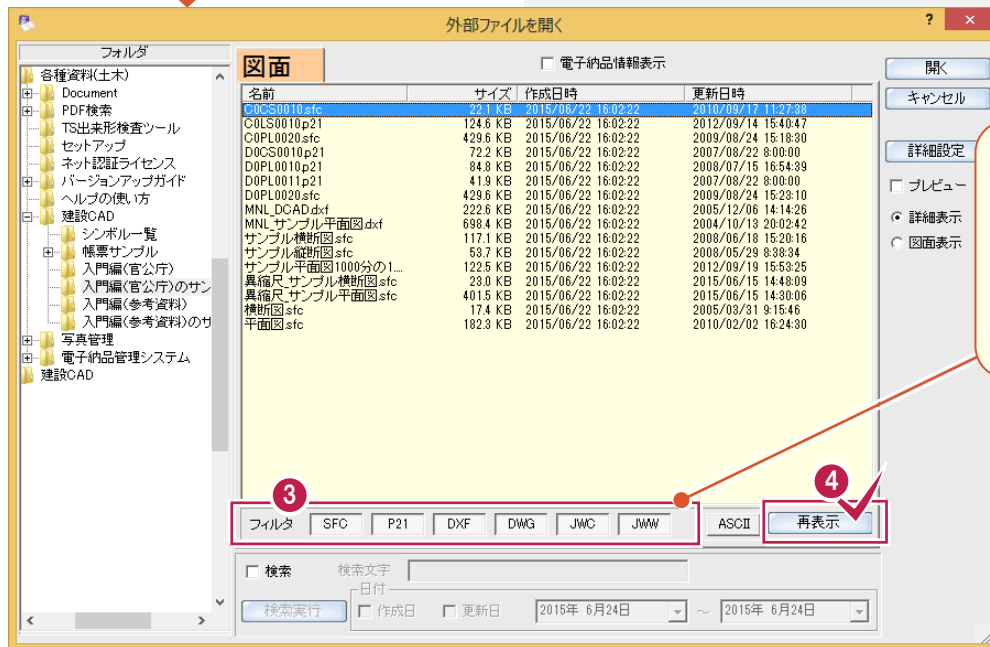 外部ファイルを開く
?
×
フォルダ
各種資料(土木)
Document
PDF検索
TS出来形検査ツール
セットアップ
ネット認証ライセンス
バージョンアップガイド
ヘルプの使い方
建設CAD
シンボル一覧
帳票サンプル
入門編(官公庁)
入門編(官公庁)のサン
入門編(参考資料)
入門編(参考資料)のサ
写真管理
電子納品管理システム
建設CAD
図面
電子納品情報表示
名前 サイズ 作成日時 更新日時
C0CS0010.sfc 22.1 KB 2015/06/22 16:02:22 2010/09/17 11:27:38
C0LS0010.p21 124.6 KB 2015/06/22 16:02:22 2012/09/14 15:40:47
C0PL0020.sfc 429.6 KB 2015/06/22 16:02:22 2009/08/24 15:18:30
D0CS0010.p21 72.2 KB 2015/06/22 16:02:22 2007/08/22 8:00:00
D0PL0010.p21 84.8 KB 2015/06/22 16:02:22 2008/07/15 16:54:39
D0PL0011.p21 41.9 KB 2015/06/22 16:02:22 2007/08/22 8:00:00
D0PL0020.sfc 429.6 KB 2015/06/22 16:02:22 2009/08/24 15:23:10
MNL_DCAD.dxf 222.6 KB 2015/06/22 16:02:22 2005/12/06 14:14:26
MNL_サンプル平面図.dxf 698.4 KB 2015/06/22 16:02:22 2004/10/13 20:02:42
サンプル横断図.sfc 117.1 KB 2015/06/22 16:02:22 2008/06/18 15:20:16
サンプル縦断図.sfc 53.7 KB 2015/06/22 16:02:22 2008/05/29 8:38:34
サンプル平面図1000分の1... 122.5 KB 2015/06/22 16:02:22 2012/09/19 15:53:25
異縮尺_サンプル横断図.sfc 23.0 KB 2015/06/22 16:02:22 2015/06/15 14:48:09
異縮尺_サンプル平面図.sfc 401.5 KB 2015/06/22 16:02:22 2015/06/15 14:30:06
横断図.sfc 17.4 KB 2015/06/22 16:02:22 2005/03/31 9:15:46
平面図.sfc 182.3 KB 2015/06/22 16:02:22 2010/02/02 16:24:30
開く
キャンセル
詳細設定
プレビュー
詳細表示
図面表示
3
4
フィルタ SFC P21 DXF DWG JWC JWW ASCII 再表示
検索 検索文字
日付
検索実行 作成日 更新日 2015年 6月24日 ～ 2015年 6月24日